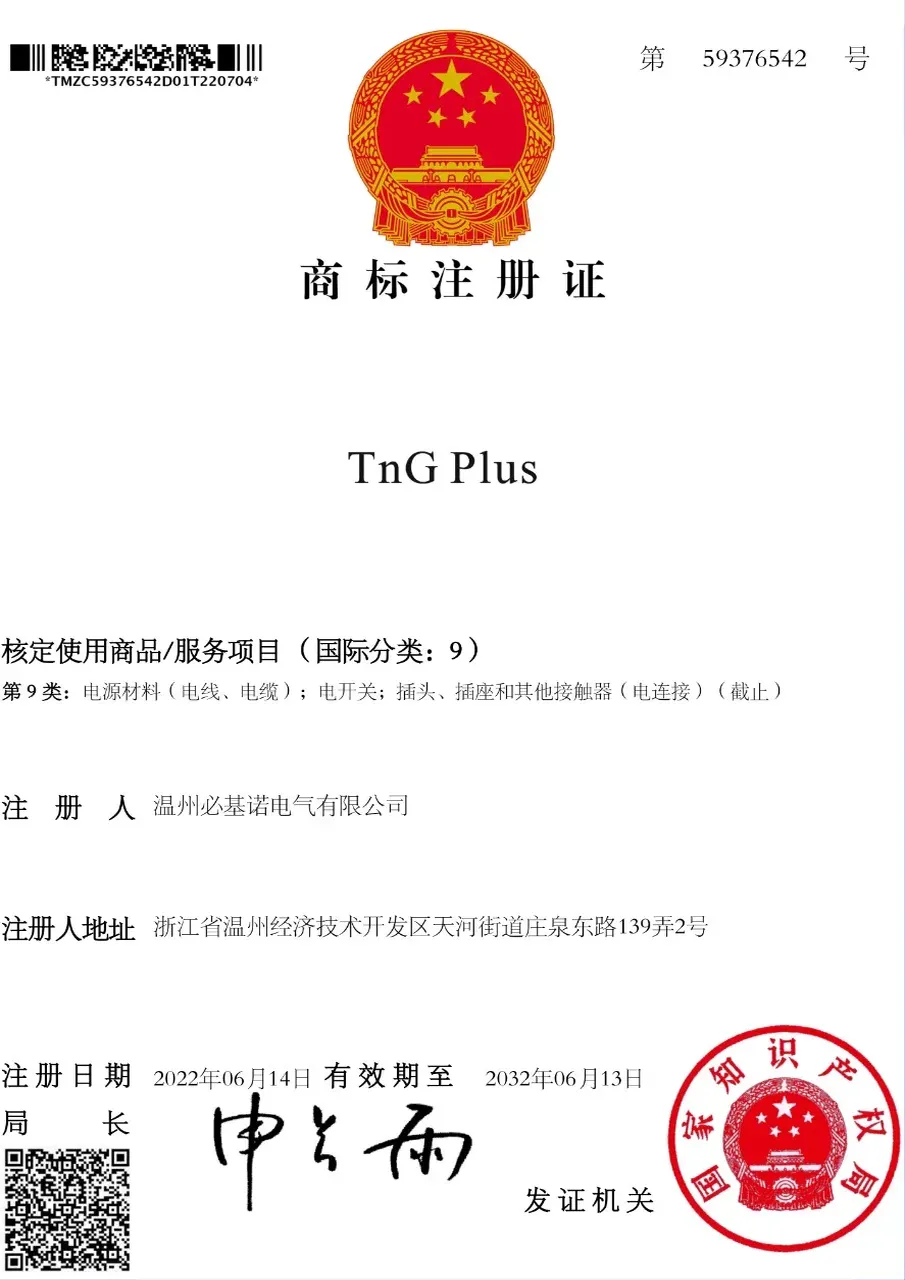 *TMZC59376542D01T220704*
第 59376542 号
商标注册证
TnG Plus
核定使用商品/服务项目（国际分类：9）
第9类：电源材料（电线、电缆）；电开关；插头、插座和其他接触器（电连接）（截止）
注册人 温州必基诺电气有限公司
注册人地址 浙江省温州经济技术开发区天河街道庄泉东路139弄2号
注册日期 2022年06月14日 有效期至 2032年06月13日
局长 申长雨
发证机关
国家知识产权局